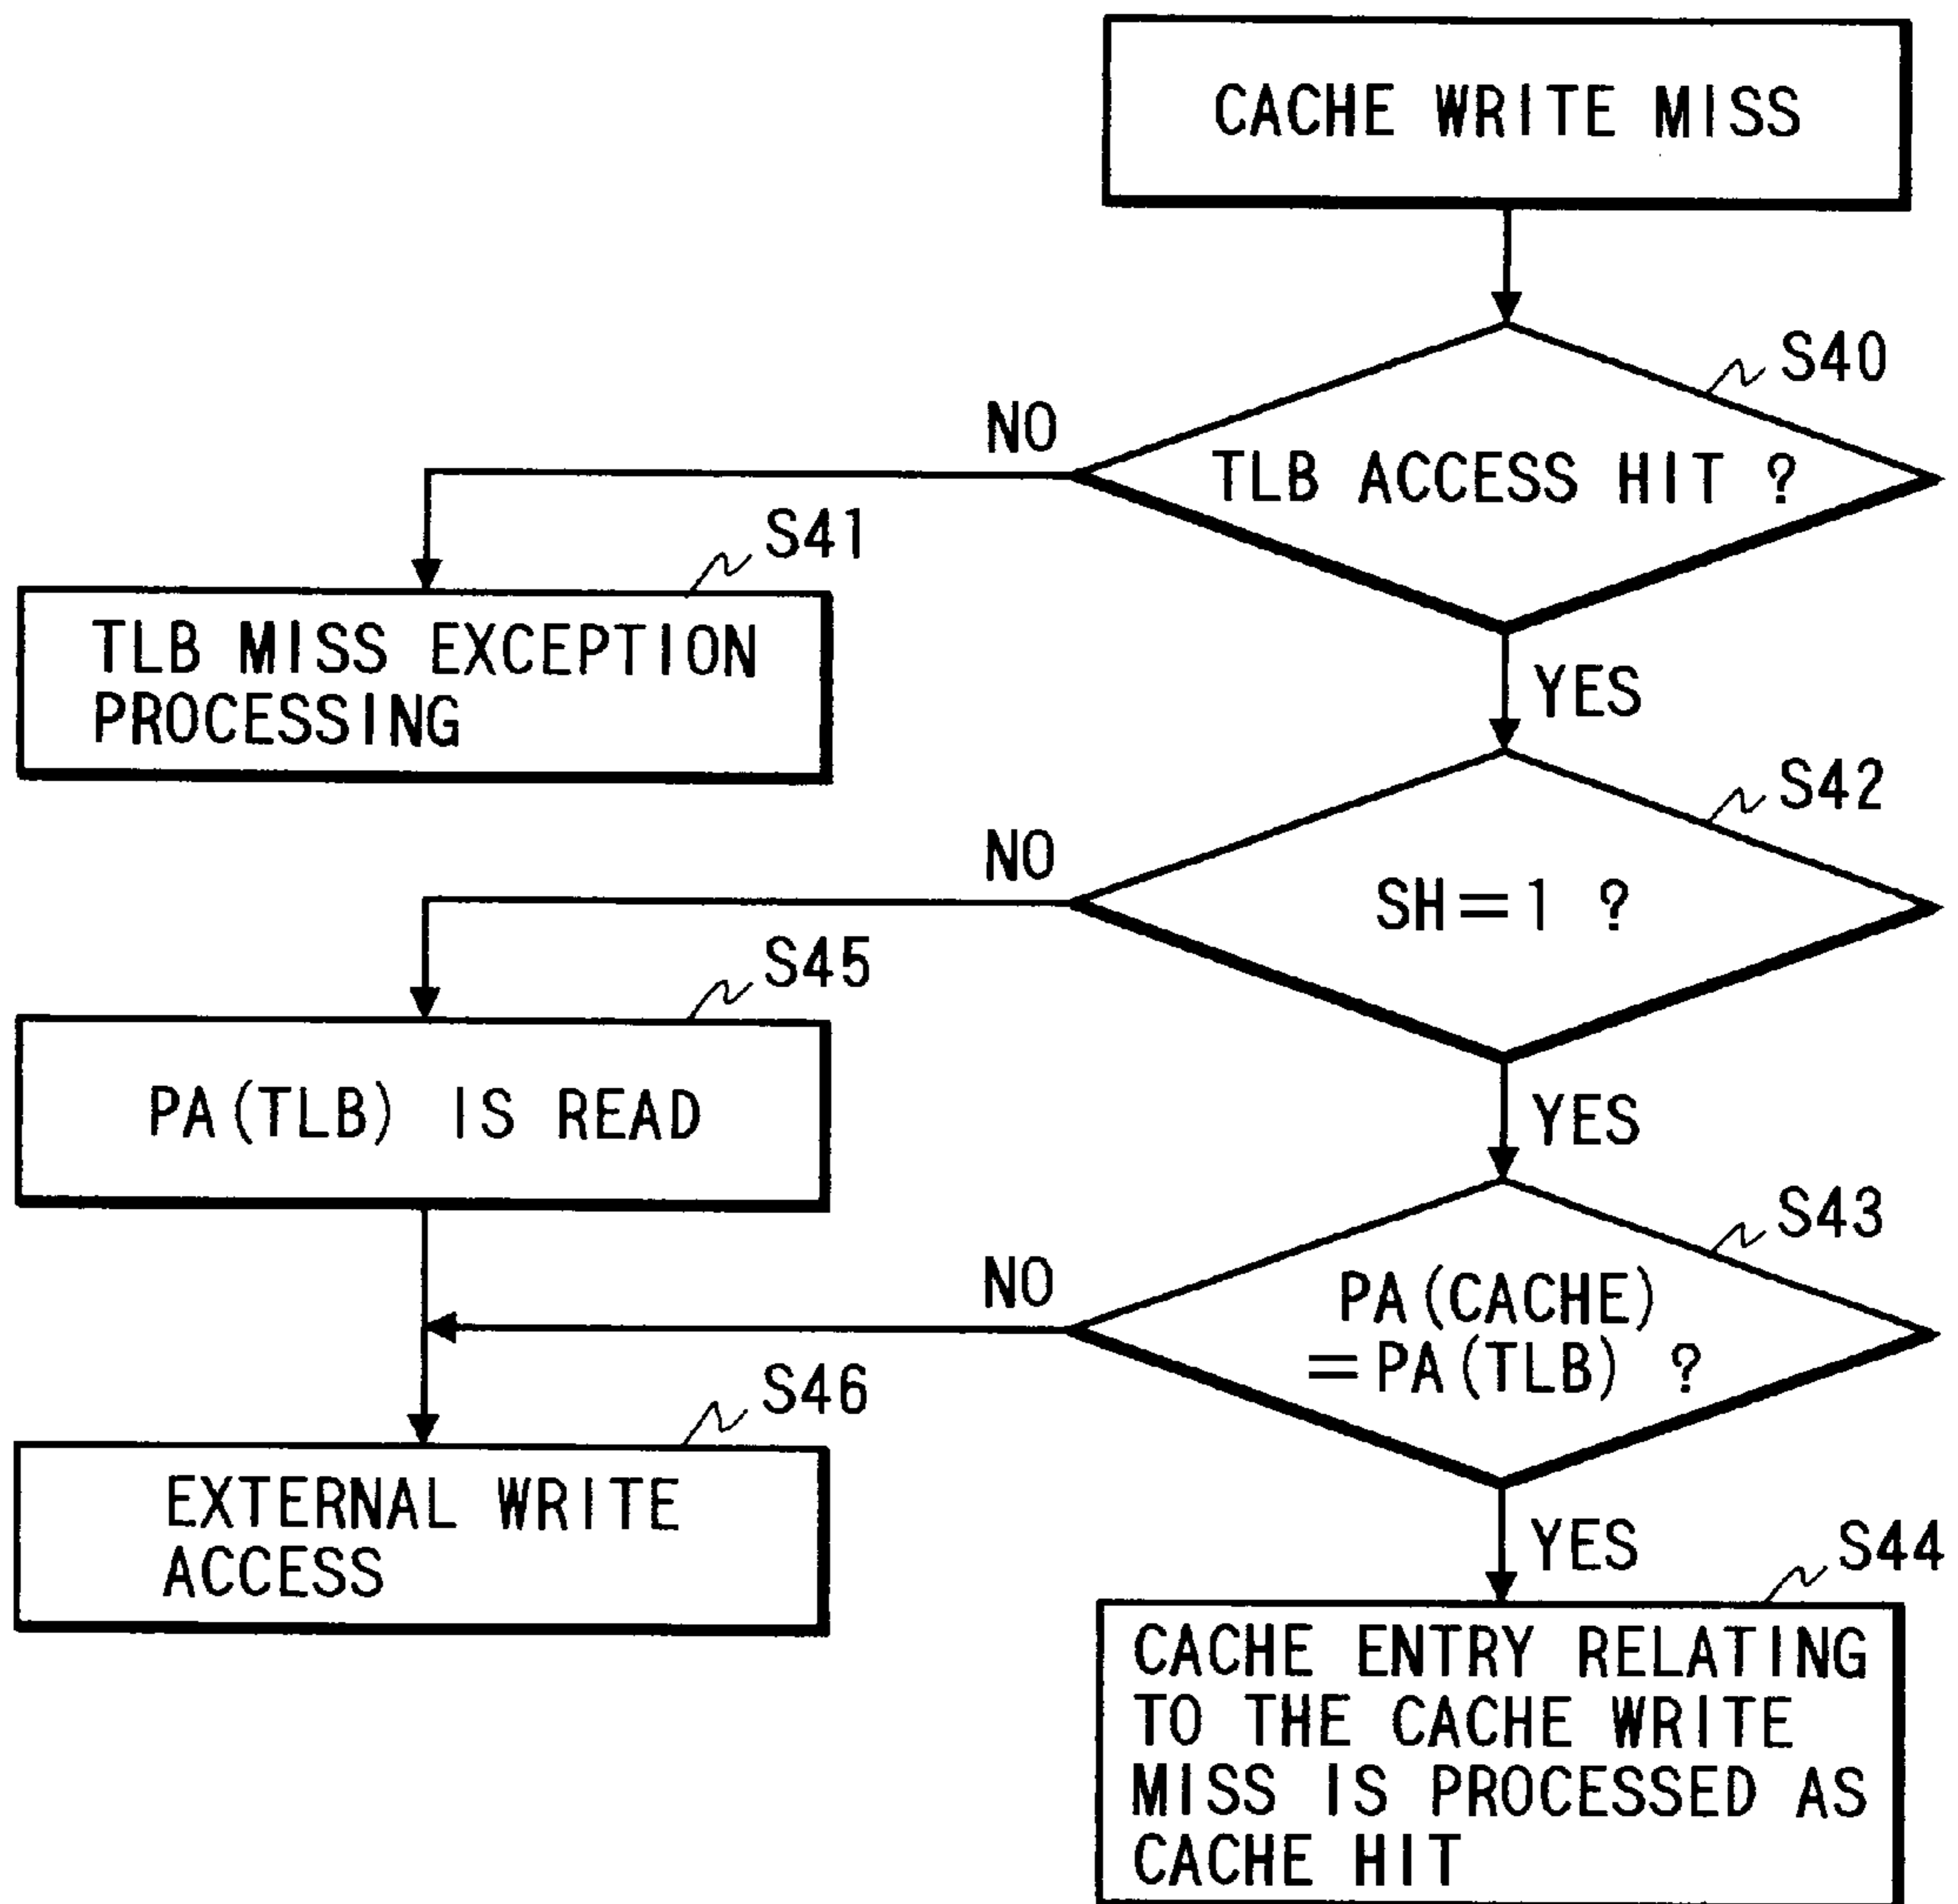 CACHE WRITE MISS
S40
NO
TLB ACCESS HIT ?
S41
TLB MISS EXCEPTION
PROCESSING
YES
S42
NO
SH=1 ?
S45
PA(TLB) IS READ
YES
S43
NO
PA(CACHE)
=PA(TLB) ?
S46
EXTERNAL WRITE
ACCESS
YES
S44
CACHE ENTRY RELATING
TO THE CACHE WRITE
MISS IS PROCESSED AS
CACHE HIT